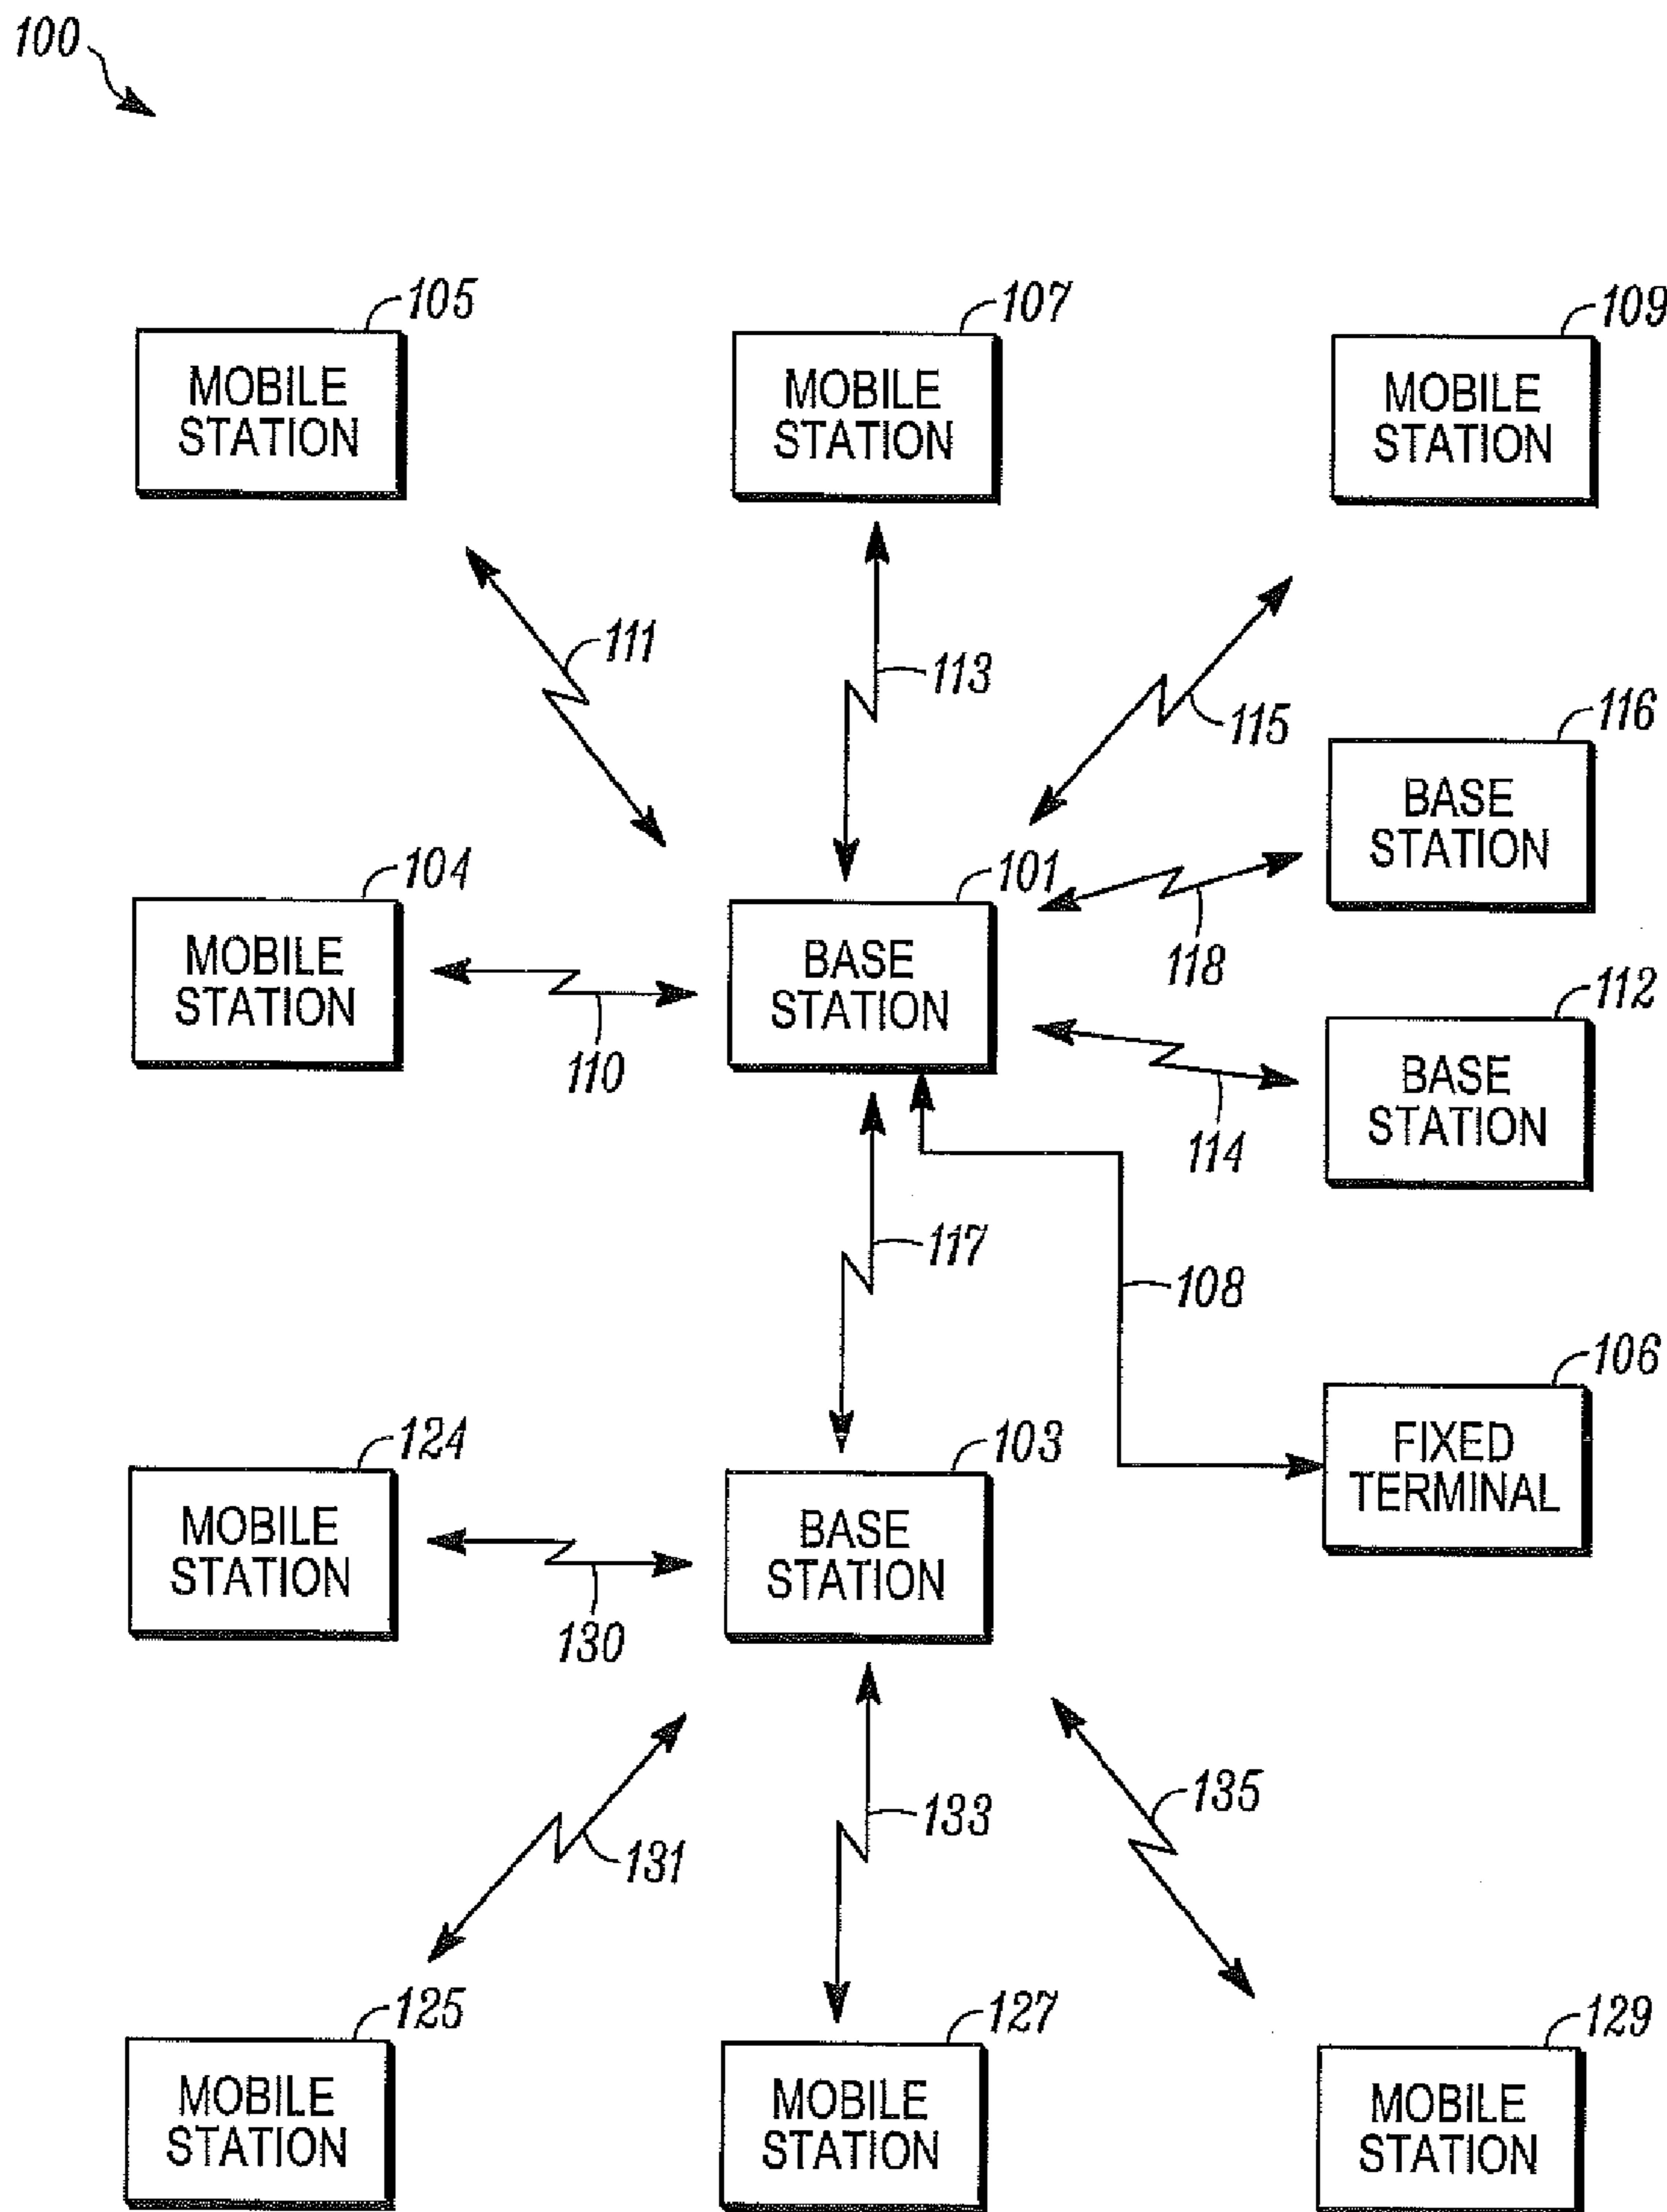 100
105
107
109
MOBILE
STATION
MOBILE
STATION
MOBILE
STATION
111
113
115
116
BASE
STATION
104
101
MOBILE
STATION
BASE
STATION
118
112
110
BASE
STATION
114
117
108
106
FIXED
TERMINAL
124
103
MOBILE
STATION
BASE
STATION
130
135
133
131
125
127
129
MOBILE
STATION
MOBILE
STATION
MOBILE
STATION